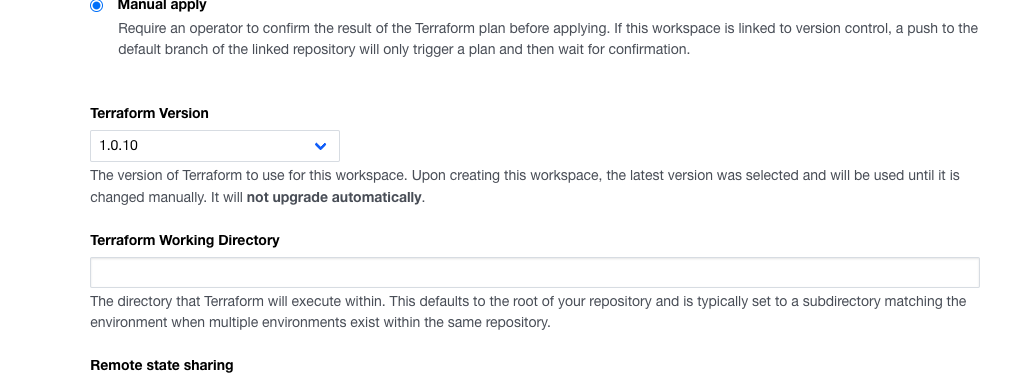 Manual apply
Require an operator to confirm the result of the Terraform plan before applying. If this workspace is linked to version control, a push to the
default branch of the linked repository will only trigger a plan and then wait for confirmation.
Terraform Version
1.0.10
The version of Terraform to use for this workspace. Upon creating this workspace, the latest version was selected and will be used until it is
changed manually. It will not upgrade automatically.
Terraform Working Directory
The directory that Terraform will execute within. This defaults to the root of your repository and is typically set to a subdirectory matching the
environment when multiple environments exist within the same repository.
Remote state sharing